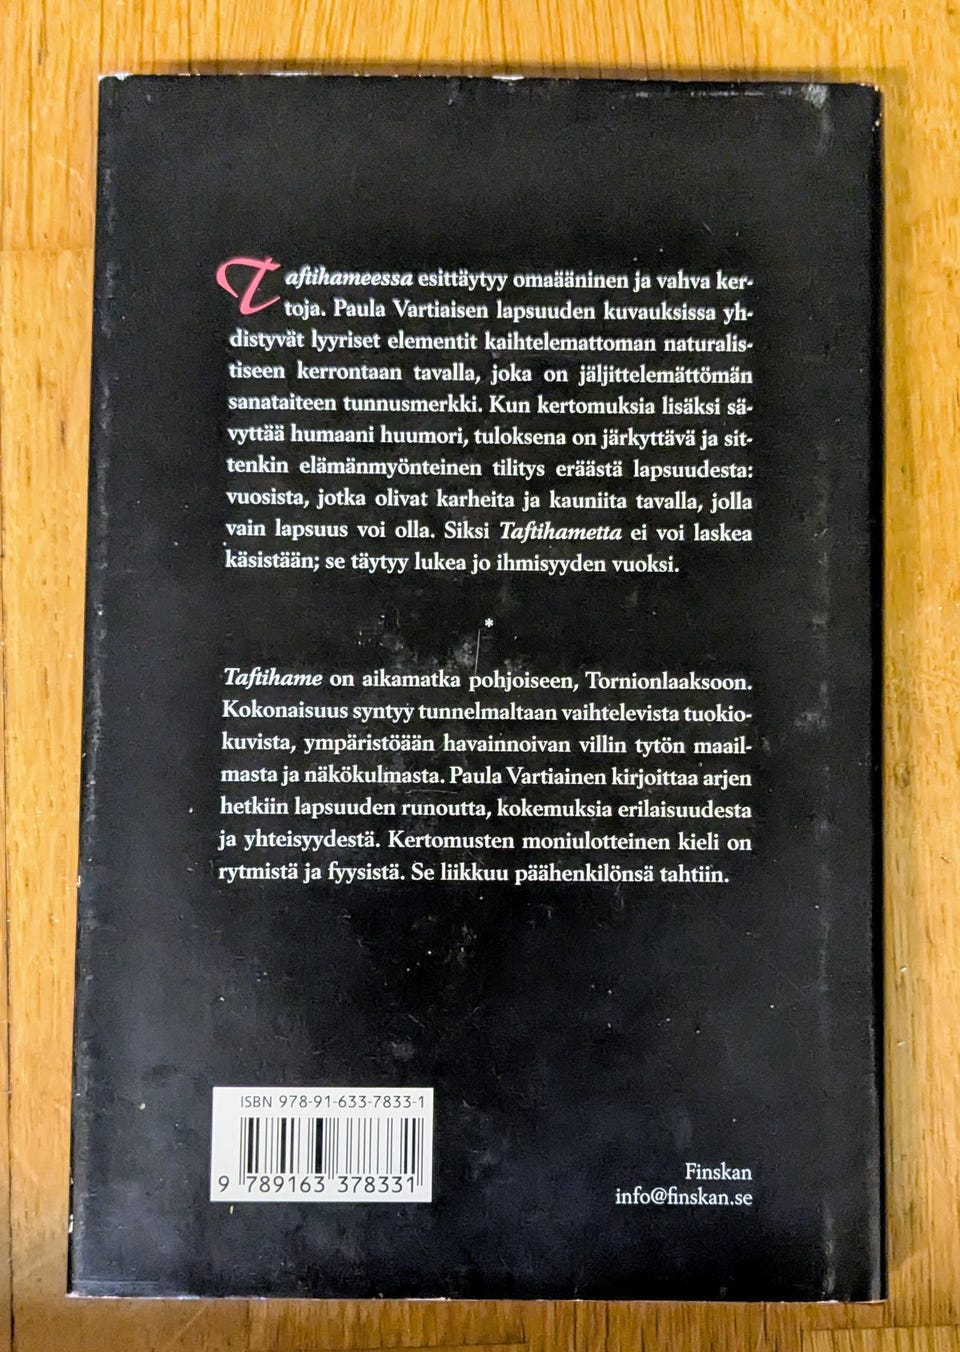 Taftihameessa esittäytyy omaääninen ja vahva ker-
toja. Paula Vartiaisen lapsuuden kuvauksissa yh-
distyvät lyyriset elementit kaihtelemattoman naturalis-
tiseen kerrontaan tavalla, joka on jäljittelemättömän
sanataiteen tunnusmerkki. Kun kertomuksia lisäksi sä-
vyttää humaani huumori, tuloksena on järkyttävä ja sit-
tenkin elämänmyönteinen tilitys eräästä lapsuudesta:
vuosista, jotka olivat karheita ja kauniita tavalla, jolla
vain lapsuus voi olla. Siksi Taftihametta ei voi laskea
käsistään; se täytyy lukea jo ihmisyyden vuoksi.
*
Taftihame on aikamatka pohjoiseen, Tornionlaaksoon.
Kokonaisuus syntyy tunnelmaltaan vaihtelevista tuokio-
kuvista, ympäristöään havainnoivan villin tytön maail-
masta ja näkökulmasta. Paula Vartiainen kirjoittaa arjen
hetkiin lapsuuden runoutta, kokemuksia erilaisuudesta
ja yhteisyydestä. Kertomusten moniulotteinen kieli on
rytmistä ja fyysistä. Se liikkuu päähenkilönsä tahtiin.
ISBN 978-91-633-7833-1
9 789163 378331
Finskan
info@finskan.se